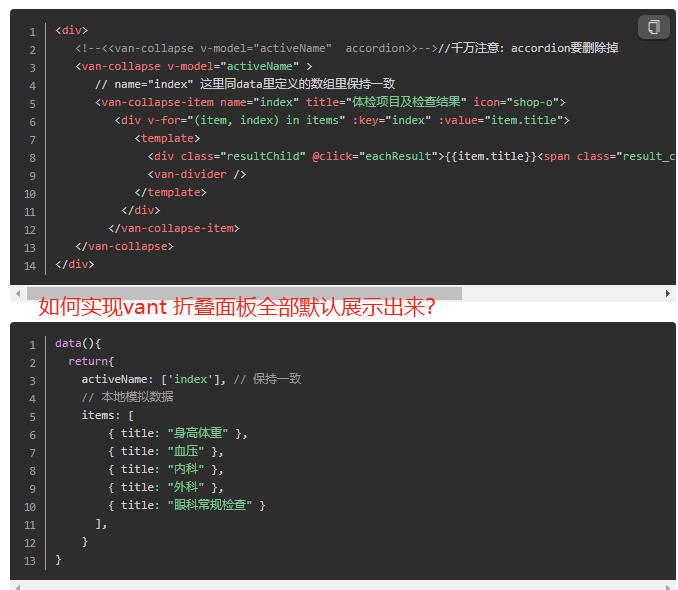 1 <div>
2 <!--<<van-collapse v-model="activeName"  accordion>>-->//千万注意: accordion要删除掉
3 <van-collapse v-model="activeName" >
4 // name="index" 这里同data里定义的数组里保持一致
5 <van-collapse-item name="index" title="体检项目及检查结果" icon="shop-o">
6 <div v-for="(item, index) in items" :key="index" :value="item.title">
7 <template>
8 <div class="resultChild" @click="eachResult">{{item.title}}<span class="result_c
9 <van-divider />
10 </template>
11 </div>
12 </van-collapse-item>
13 </van-collapse>
14 </div>
如何实现vant 折叠面板全部默认展示出来?
1 data(){
2 return{
3 activeName: ['index'], // 保持一致
4 // 本地模拟数据
5 items: [
6 { title: "身高体重" },
7 { title: "血压" },
8 { title: "内科" },
9 { title: "外科" },
10 { title: "眼科常规检查" }
11 ],
12 }
13 }